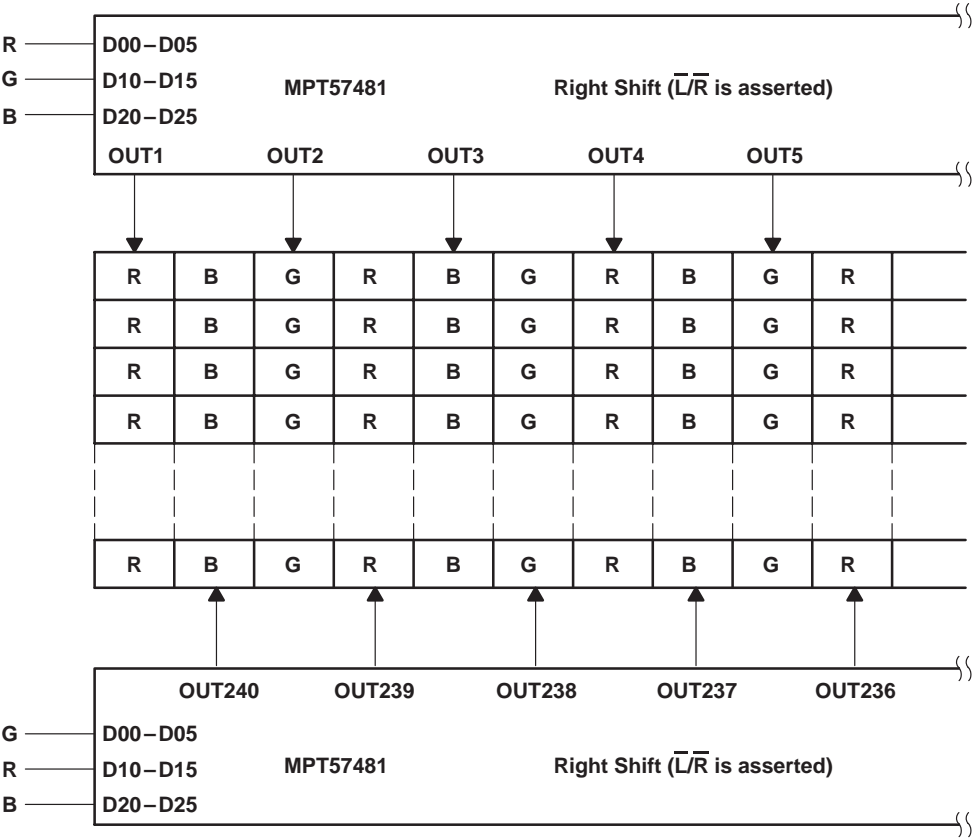 R D00–D05
G D10–D15 MPT57481 Right Shift (L̅/R̅ is asserted)
B D20–D25
OUT1 OUT2 OUT3 OUT4 OUT5
R B G R B G R B G R
R B G R B G R B G R
R B G R B G R B G R
R B G R B G R B G R
R B G R B G R B G R
OUT240 OUT239 OUT238 OUT237 OUT236
G D00–D05
R D10–D15 MPT57481 Right Shift (L̅/R̅ is asserted)
B D20–D25